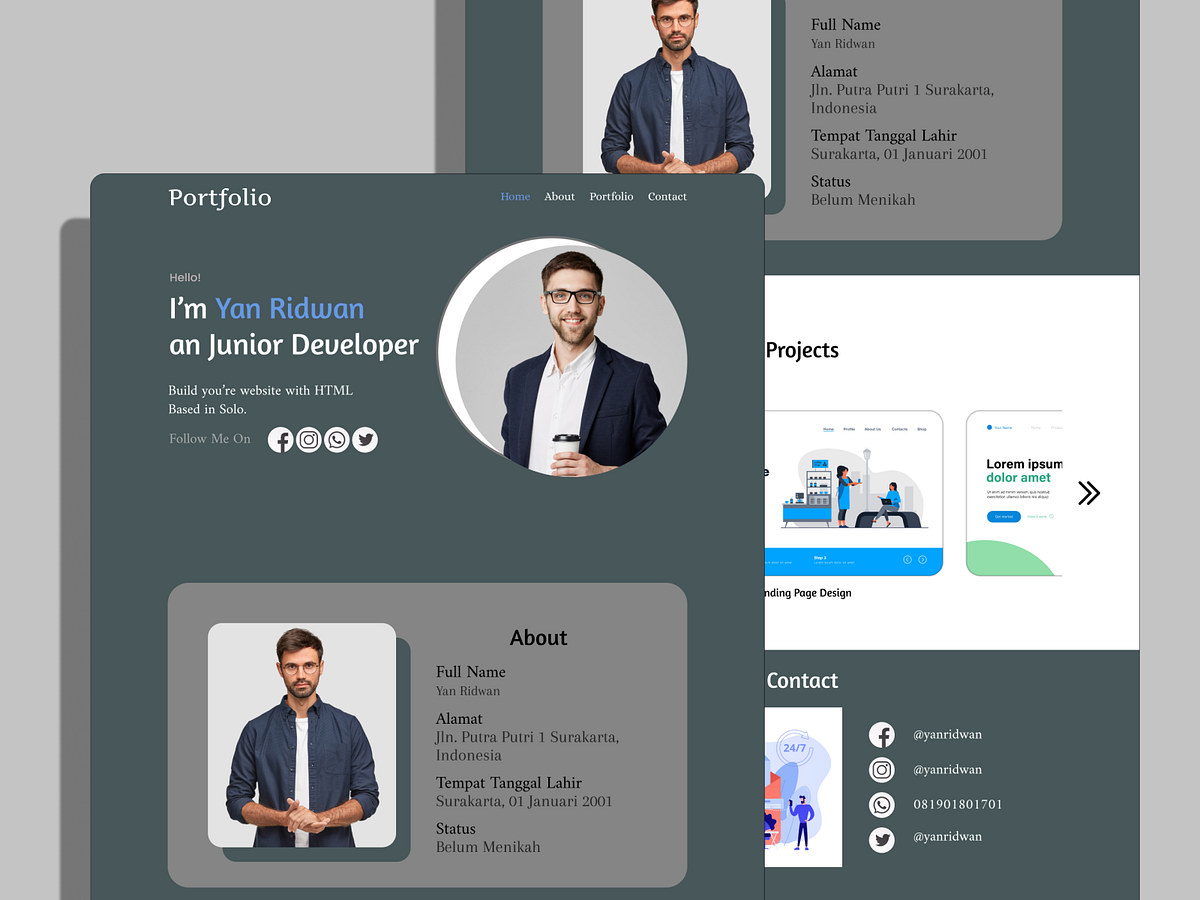 Full Name
Yan Ridwan
Alamat
Jln. Putra Putri 1 Surakarta,
Indonesia
Tempat Tanggal Lahir
Surakarta, 01 Januari 2001
Status
Belum Menikah
Portfolio
Home About Portfolio Contact
Hello!
I'm Yan Ridwan
an Junior Developer
Build you're website with HTML
Based in Solo.
Follow Me On
About
Full Name
Yan Ridwan
Alamat
Jln. Putra Putri 1 Surakarta,
Indonesia
Tempat Tanggal Lahir
Surakarta, 01 Januari 2001
Status
Belum Menikah
Projects
Home Profile About Us Contacts Shop
Step 3
nding Page Design
Your Name Home
Lorem ipsum
dolor amet
Get started
Contact
24/7
@yanridwan
@yanridwan
081901801701
@yanridwan